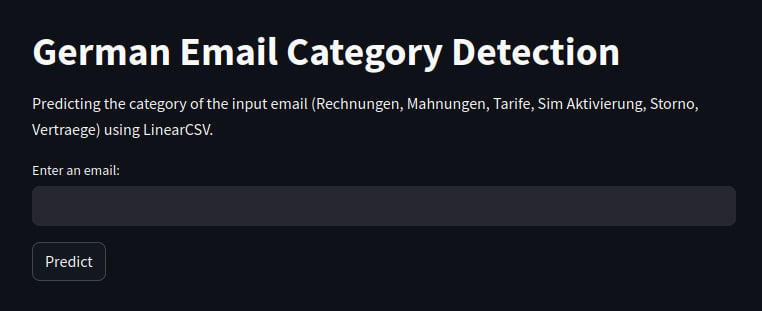 German Email Category Detection
Predicting the category of the input email (Rechnungen, Mahnungen, Tarife, Sim Aktivierung, Storno,
Vertraege) using LinearCSV.
Enter an email:
Predict